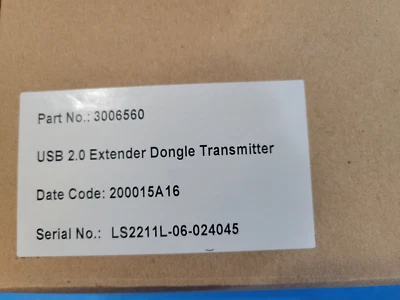 Part No.: 3006560
USB 2.0 Extender Dongle Transmitter
Date Code: 200015A16
Serial No.: LS2211L-06-024045